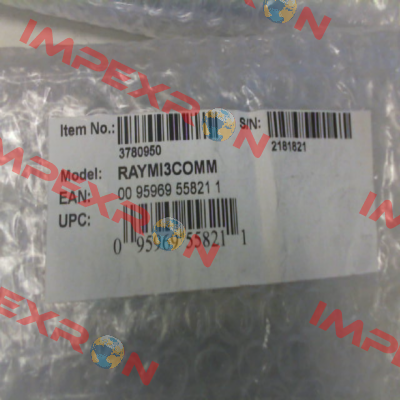 IMPEXRON
Item No.:
3780950
S/N:
2181821
Model: RAYMI3COMM
EAN: 00 95969 55821 1
UPC:
0 95969 55821 1
IMPEXRON
IMPEXRON
IMPEXRON